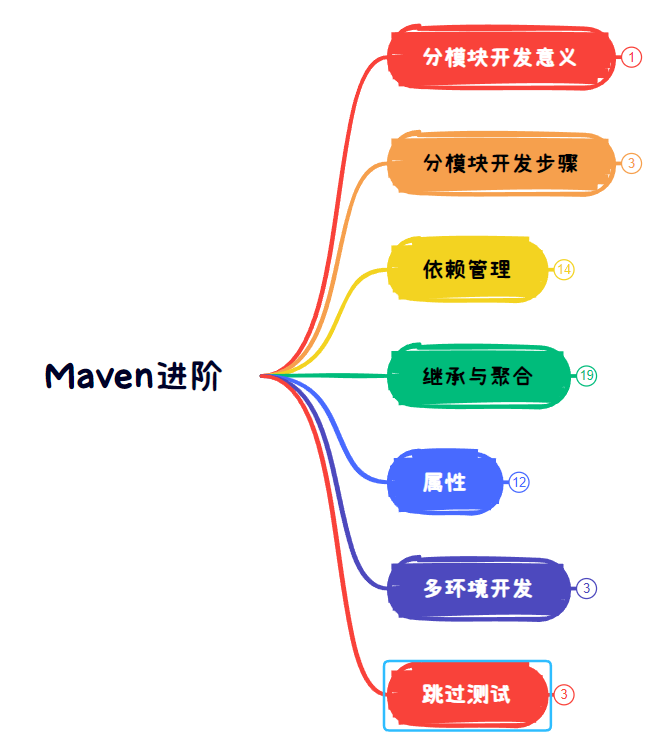 分模块开发意义 1
分模块开发步骤 3
依赖管理 14
Maven进阶
继承与聚合 19
属性 12
多环境开发 3
跳过测试 3